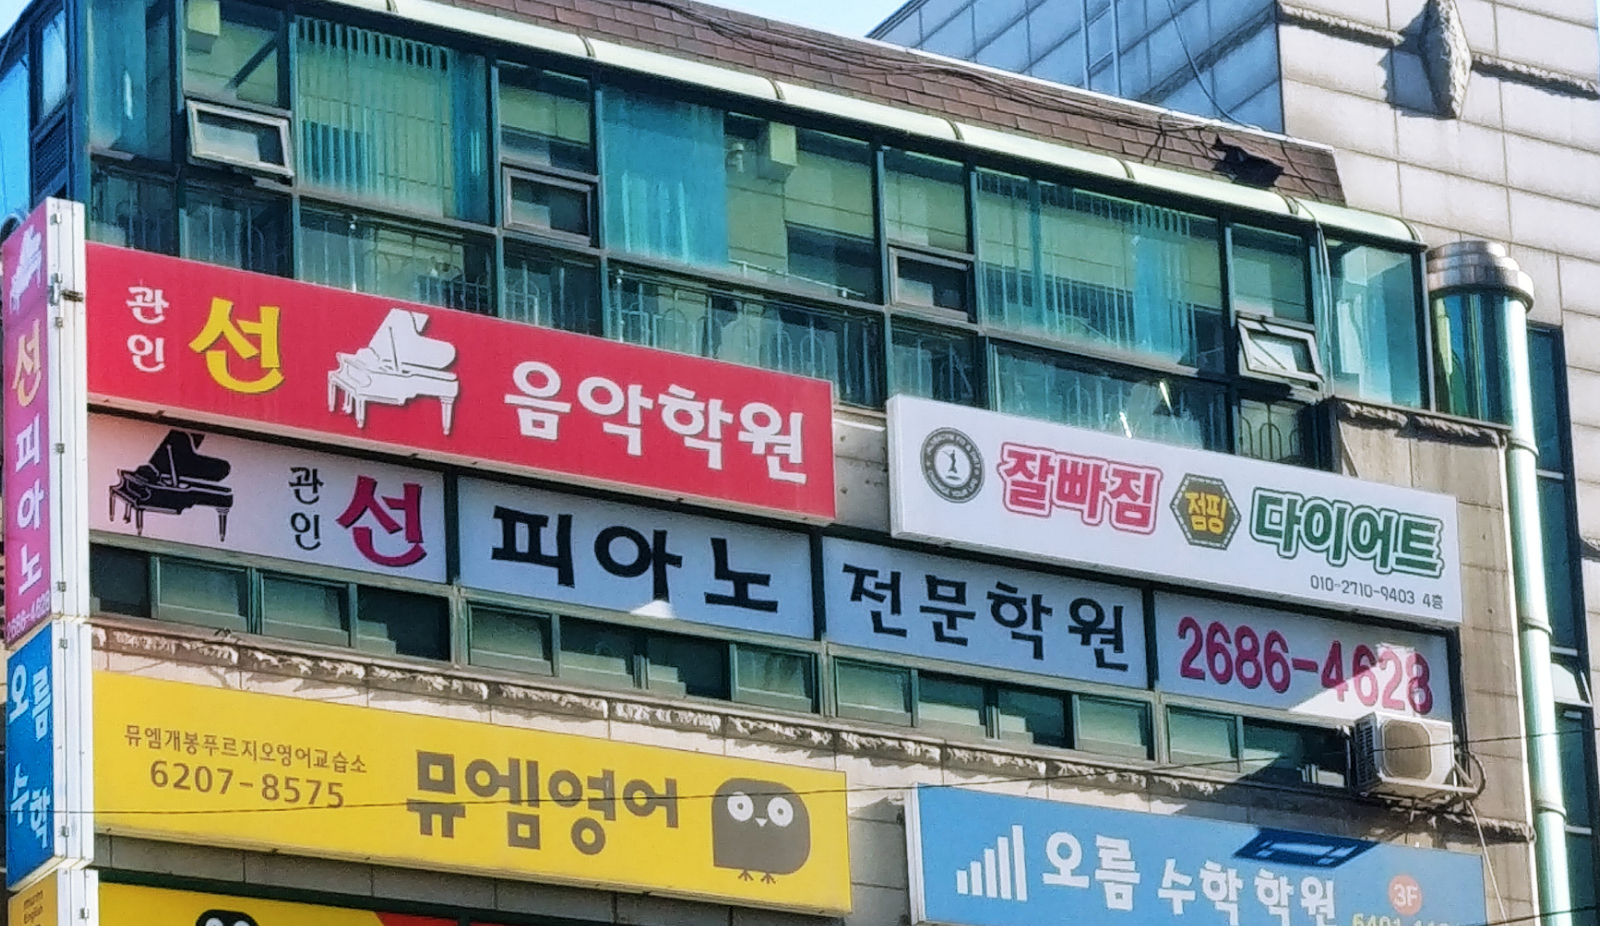 관인 선 음악학원
관인 선 피아노 전문학원 2686-4628
잘빠짐 점핑 다이어트
010-2710-9403 4층
선피아노
2686-4628
오름 수학
뮤엠개봉푸르지오영어교습소
6207-8575
뮤엠영어
오름 수학학원 3F